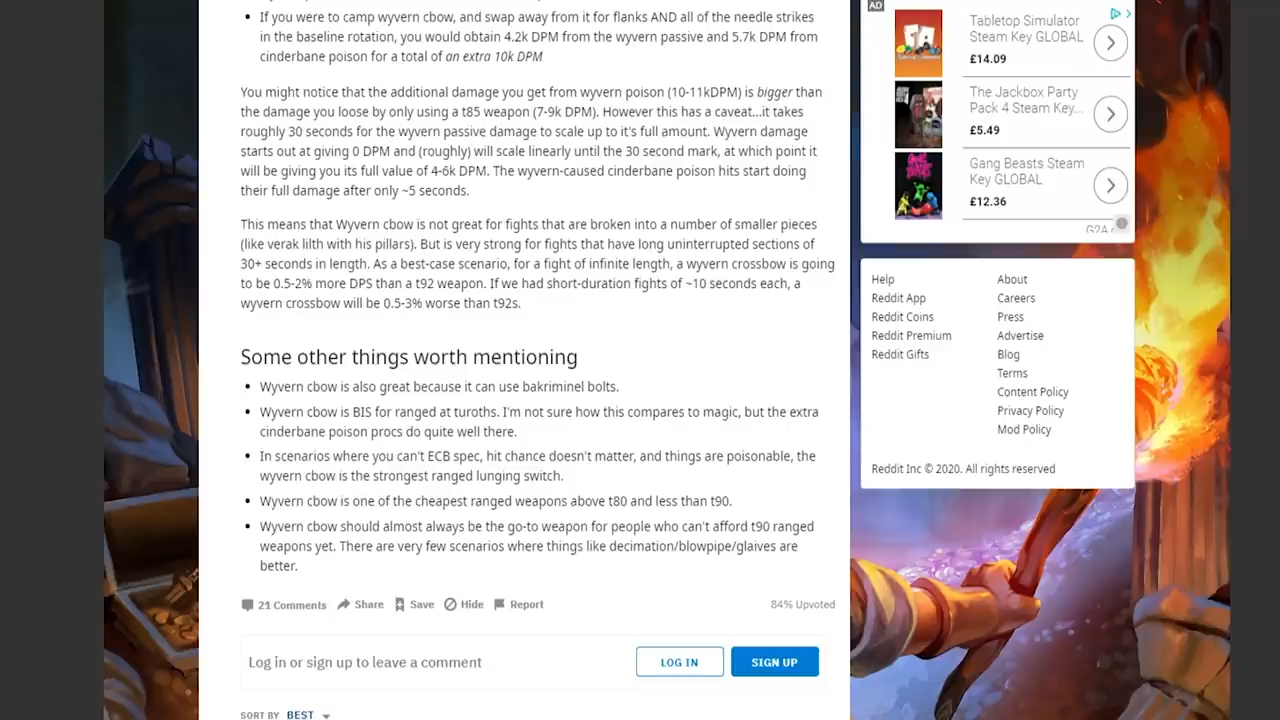 If you were to camp wyvern cbow, and swap away from it for flanks AND all of the needle strikes
in the baseline rotation, you would obtain 4.2k DPM from the wyvern passive and 5.7k DPM from
cinderbane poison for a total of an extra 10k DPM
You might notice that the additional damage you get from wyvern poison (10-11kDPM) is bigger than
the damage you loose by only using a t85 weapon (7-9k DPM). However this has a caveat...it takes
roughly 30 seconds for the wyvern passive damage to scale up to it's full amount. Wyvern damage
starts out at giving 0 DPM and (roughly) will scale linearly until the 30 second mark, at which point it
will be giving you its full value of 4-6k DPM. The wyvern-caused cinderbane poison hits start doing
their full damage after only ~5 seconds.
This means that Wyvern cbow is not great for fights that are broken into a number of smaller pieces
(like verak lilth with his pillars). But is very strong for fights that have long uninterrupted sections of
30+ seconds in length. As a best-case scenario, for a fight of infinite length, a wyvern crossbow is going
to be 0.5-2% more DPS than a t92 weapon. If we had short-duration fights of ~10 seconds each, a
wyvern crossbow will be 0.5-3% worse than t92s.
Some other things worth mentioning
Wyvern cbow is also great because it can use bakriminel bolts.
Wyvern cbow is BIS for ranged at turoths. I'm not sure how this compares to magic, but the extra
cinderbane poison procs do quite well there.
In scenarios where you can't ECB spec, hit chance doesn't matter, and things are poisonable, the
wyvern cbow is the strongest ranged lunging switch.
Wyvern cbow is one of the cheapest ranged weapons above t80 and less than t90.
Wyvern cbow should almost always be the go-to weapon for people who can't afford t90 ranged
weapons yet. There are very few scenarios where things like decimation/blowpipe/glaives are
better.
21 Comments Share Save Hide Report 84% Upvoted
Log in or sign up to leave a comment LOG IN SIGN UP
SORT BY BEST
AD
Tabletop Simulator
Steam Key GLOBAL
£14.09
The Jackbox Party
Pack 4 Steam Key...
£5.49
Gang Beasts Steam
Key GLOBAL
£12.36
G2A
Help About
Reddit App Careers
Reddit Coins Press
Reddit Premium Advertise
Reddit Gifts Blog
Terms
Content Policy
Privacy Policy
Mod Policy
Reddit Inc © 2020. All rights reserved